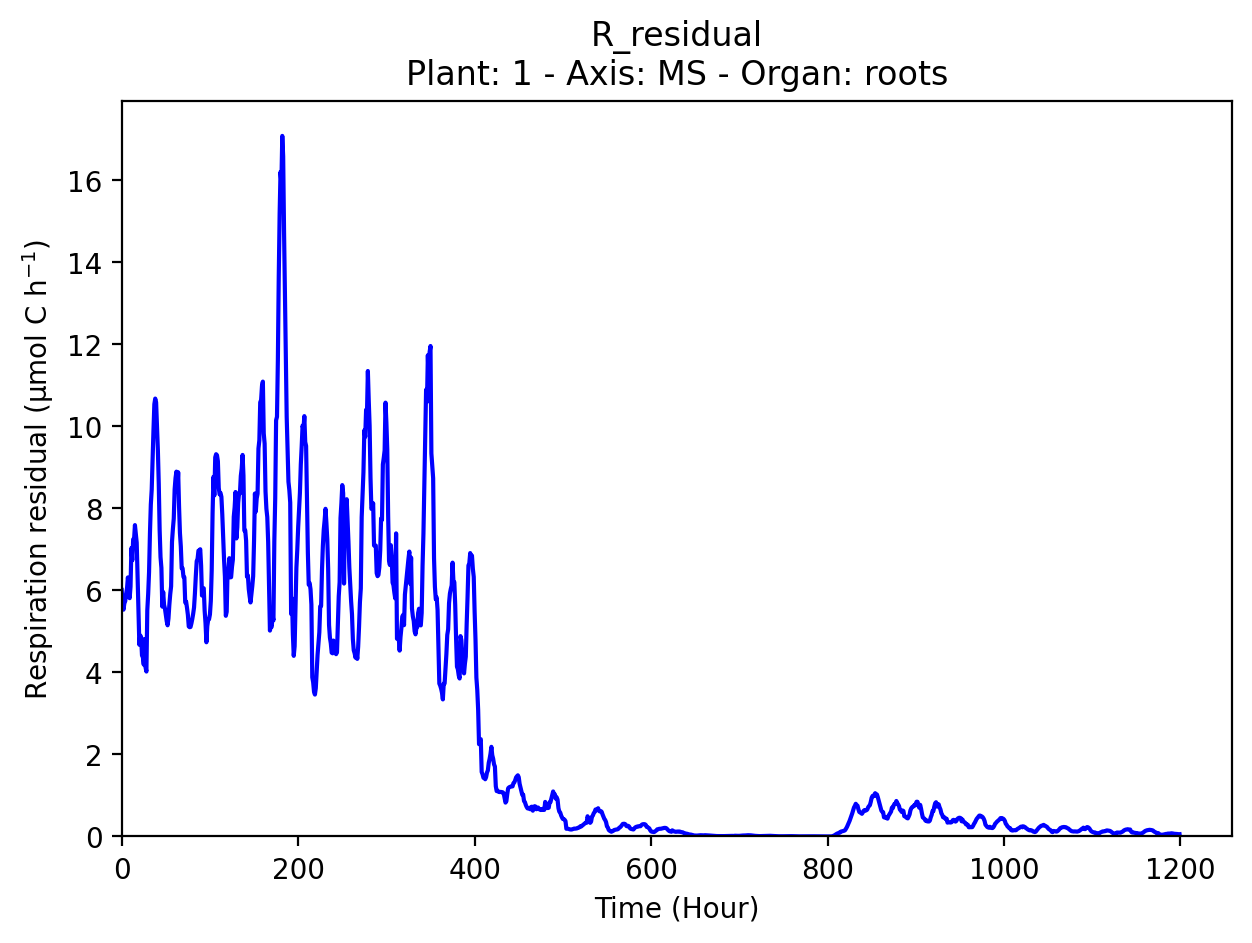 R_residual
Plant: 1 - Axis: MS - Organ: roots
Respiration residual (µmol C h⁻¹)
16
14
12
10
8
6
4
2
0
0 200 400 600 800 1000 1200
Time (Hour)